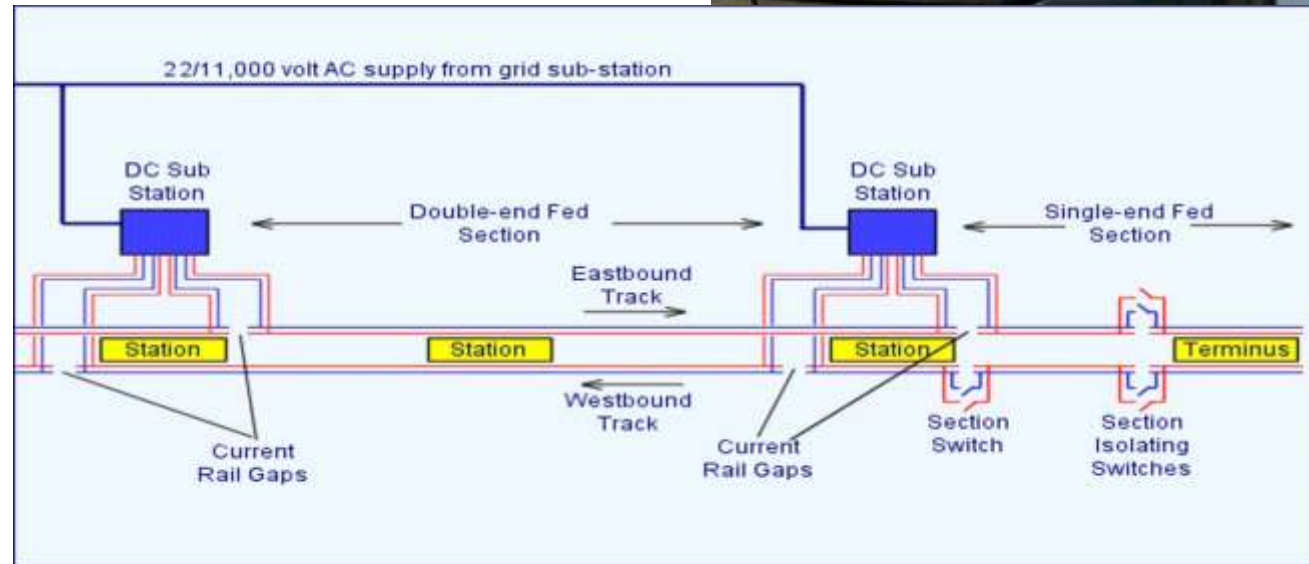 22/11,000 volt AC supply from grid sub-station
DC Sub
Station
Double-end Fed
Section
DC Sub
Station
Single-end Fed
Section
Eastbound
Track
Station
Station
Station
Terminus
Westbound
Track
Current
Rail Gaps
Current
Rail Gaps
Section
Switch
Section
Isolating
Switches